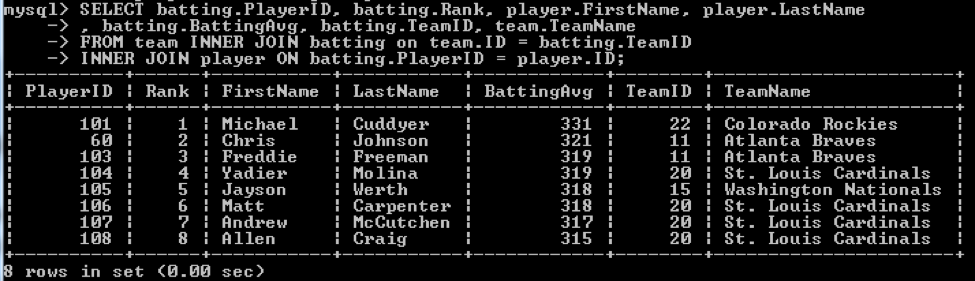 mysql> SELECT batting.PlayerID, batting.Rank, player.FirstName, player.LastName
-> , batting.BattingAvg, batting.TeamID, team.TeamName
-> FROM team INNER JOIN batting on team.ID = batting.TeamID
-> INNER JOIN player ON batting.PlayerID = player.ID;
| PlayerID | Rank | FirstName | LastName | BattingAvg | TeamID | TeamName |
| 101 | 1 | Michael | Cuddyer | 331 | 22 | Colorado Rockies |
| 60 | 2 | Chris | Johnson | 321 | 11 | Atlanta Braves |
| 103 | 3 | Freddie | Freeman | 319 | 11 | Atlanta Braves |
| 104 | 4 | Yadier | Molina | 319 | 20 | St. Louis Cardinals |
| 105 | 5 | Jayson | Werth | 318 | 15 | Washington Nationals |
| 106 | 6 | Matt | Carpenter | 318 | 20 | St. Louis Cardinals |
| 107 | 7 | Andrew | McCutchen | 317 | 20 | St. Louis Cardinals |
| 108 | 8 | Allen | Craig | 315 | 20 | St. Louis Cardinals |
8 rows in set (0.00 sec)